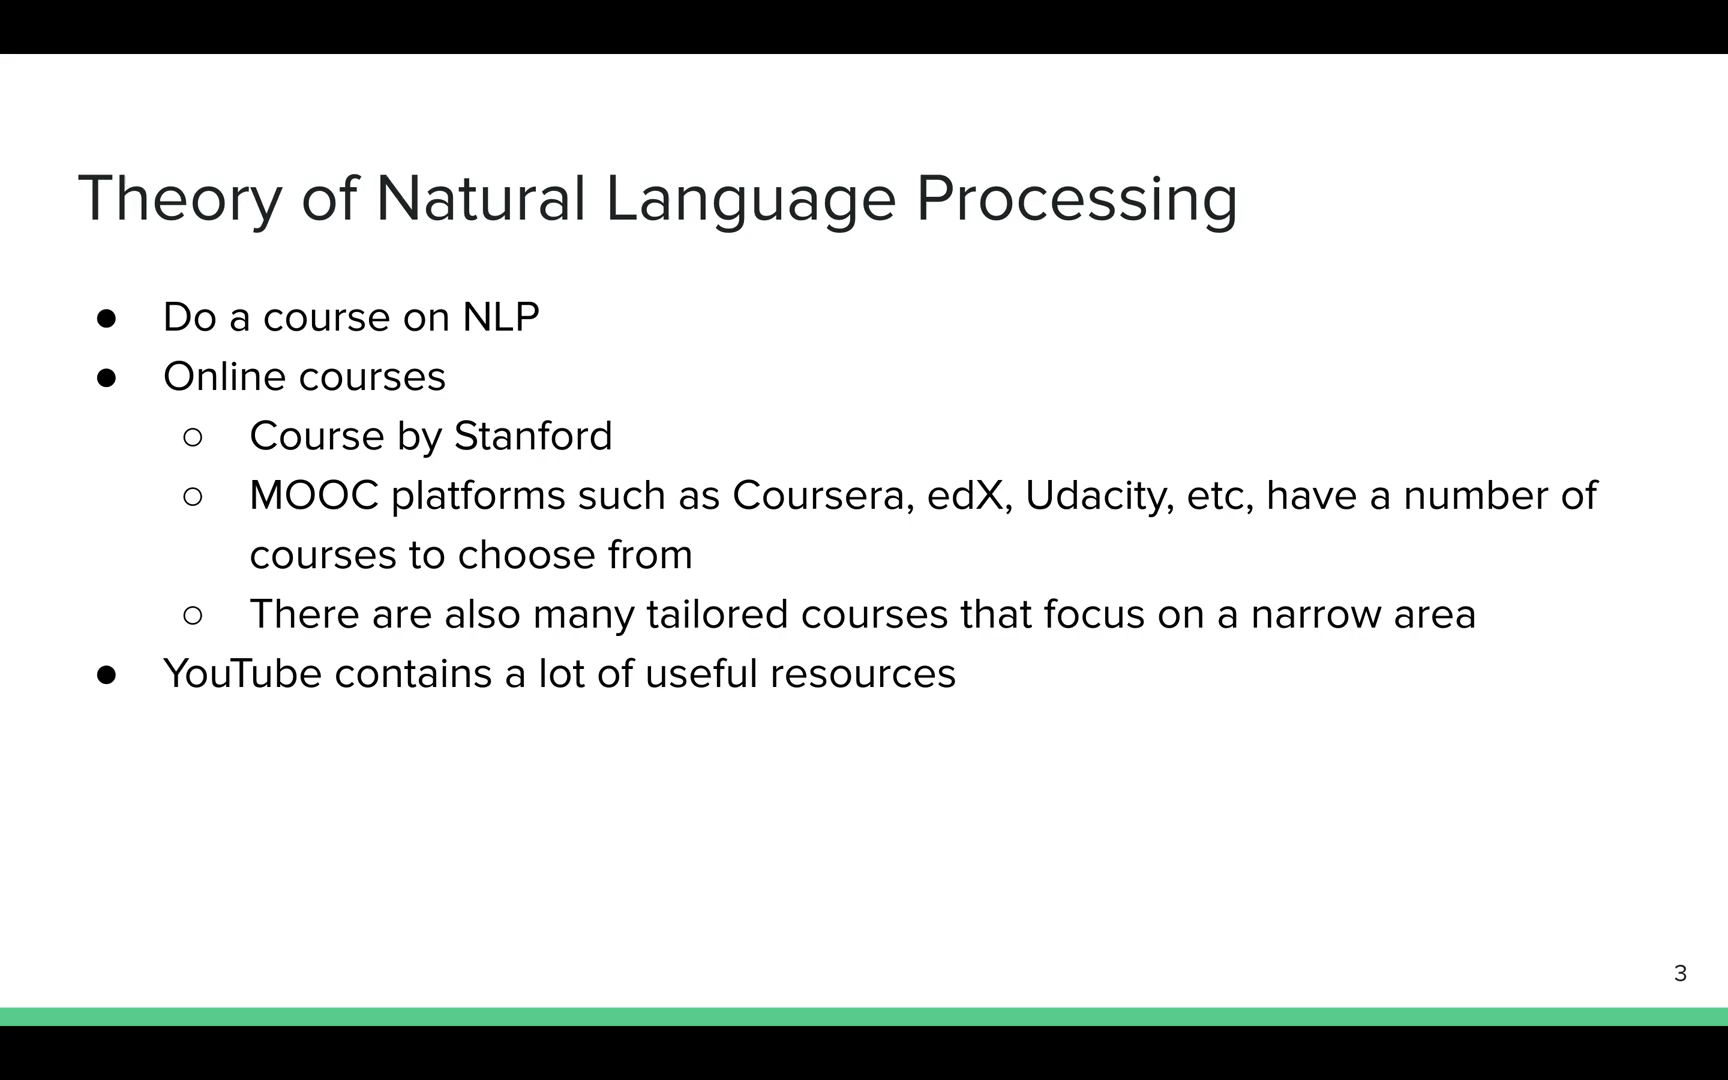 Theory of Natural Language Processing
● Do a course on NLP
● Online courses
○ Course by Stanford
○ MOOC platforms such as Coursera, edX, Udacity, etc, have a number of
courses to choose from
○ There are also many tailored courses that focus on a narrow area
● YouTube contains a lot of useful resources
3